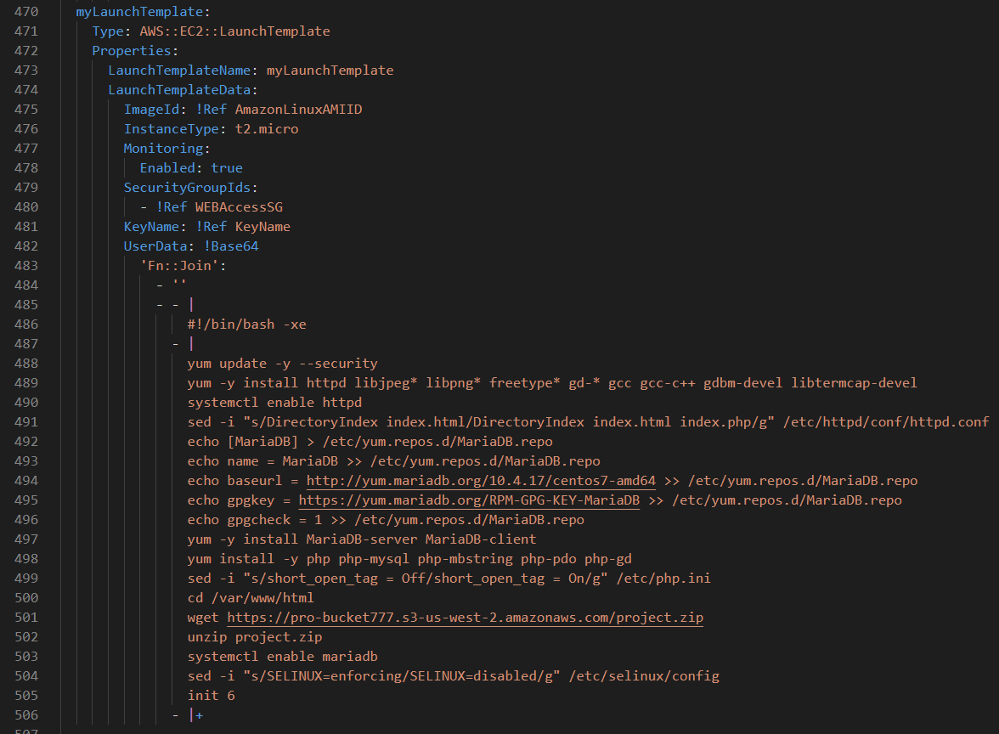 470 myLaunchTemplate:
471   Type: AWS::EC2::LaunchTemplate
472   Properties:
473     LaunchTemplateName: myLaunchTemplate
474     LaunchTemplateData:
475       ImageId: !Ref AmazonLinuxAMIID
476       InstanceType: t2.micro
477       Monitoring:
478         Enabled: true
479       SecurityGroupIds:
480         - !Ref WEBAccessSG
481       KeyName: !Ref KeyName
482       UserData: !Base64
483         'Fn::Join':
484           - ''
485           - - |
486               #!/bin/bash -xe
487             - |
488               yum update -y --security
489               yum -y install httpd libjpeg* libpng* freetype* gd-* gcc gcc-c++ gdbm-devel libtermcap-devel
490               systemctl enable httpd
491               sed -i "s/DirectoryIndex index.html/DirectoryIndex index.html index.php/g" /etc/httpd/conf/httpd.conf
492               echo [MariaDB] > /etc/yum.repos.d/MariaDB.repo
493               echo name = MariaDB >> /etc/yum.repos.d/MariaDB.repo
494               echo baseurl = http://yum.mariadb.org/10.4.17/centos7-amd64 >> /etc/yum.repos.d/MariaDB.repo
495               echo gpgkey = https://yum.mariadb.org/RPM-GPG-KEY-MariaDB >> /etc/yum.repos.d/MariaDB.repo
496               echo gpgcheck = 1 >> /etc/yum.repos.d/MariaDB.repo
497               yum -y install MariaDB-server MariaDB-client
498               yum install -y php php-mysql php-mbstring php-pdo php-gd
499               sed -i "s/short_open_tag = Off/short_open_tag = On/g" /etc/php.ini
500               cd /var/www/html
501               wget https://pro-bucket777.s3-us-west-2.amazonaws.com/project.zip
502               unzip project.zip
503               systemctl enable mariadb
504               sed -i "s/SELINUX=enforcing/SELINUX=disabled/g" /etc/selinux/config
505               init 6
506             - |+
507